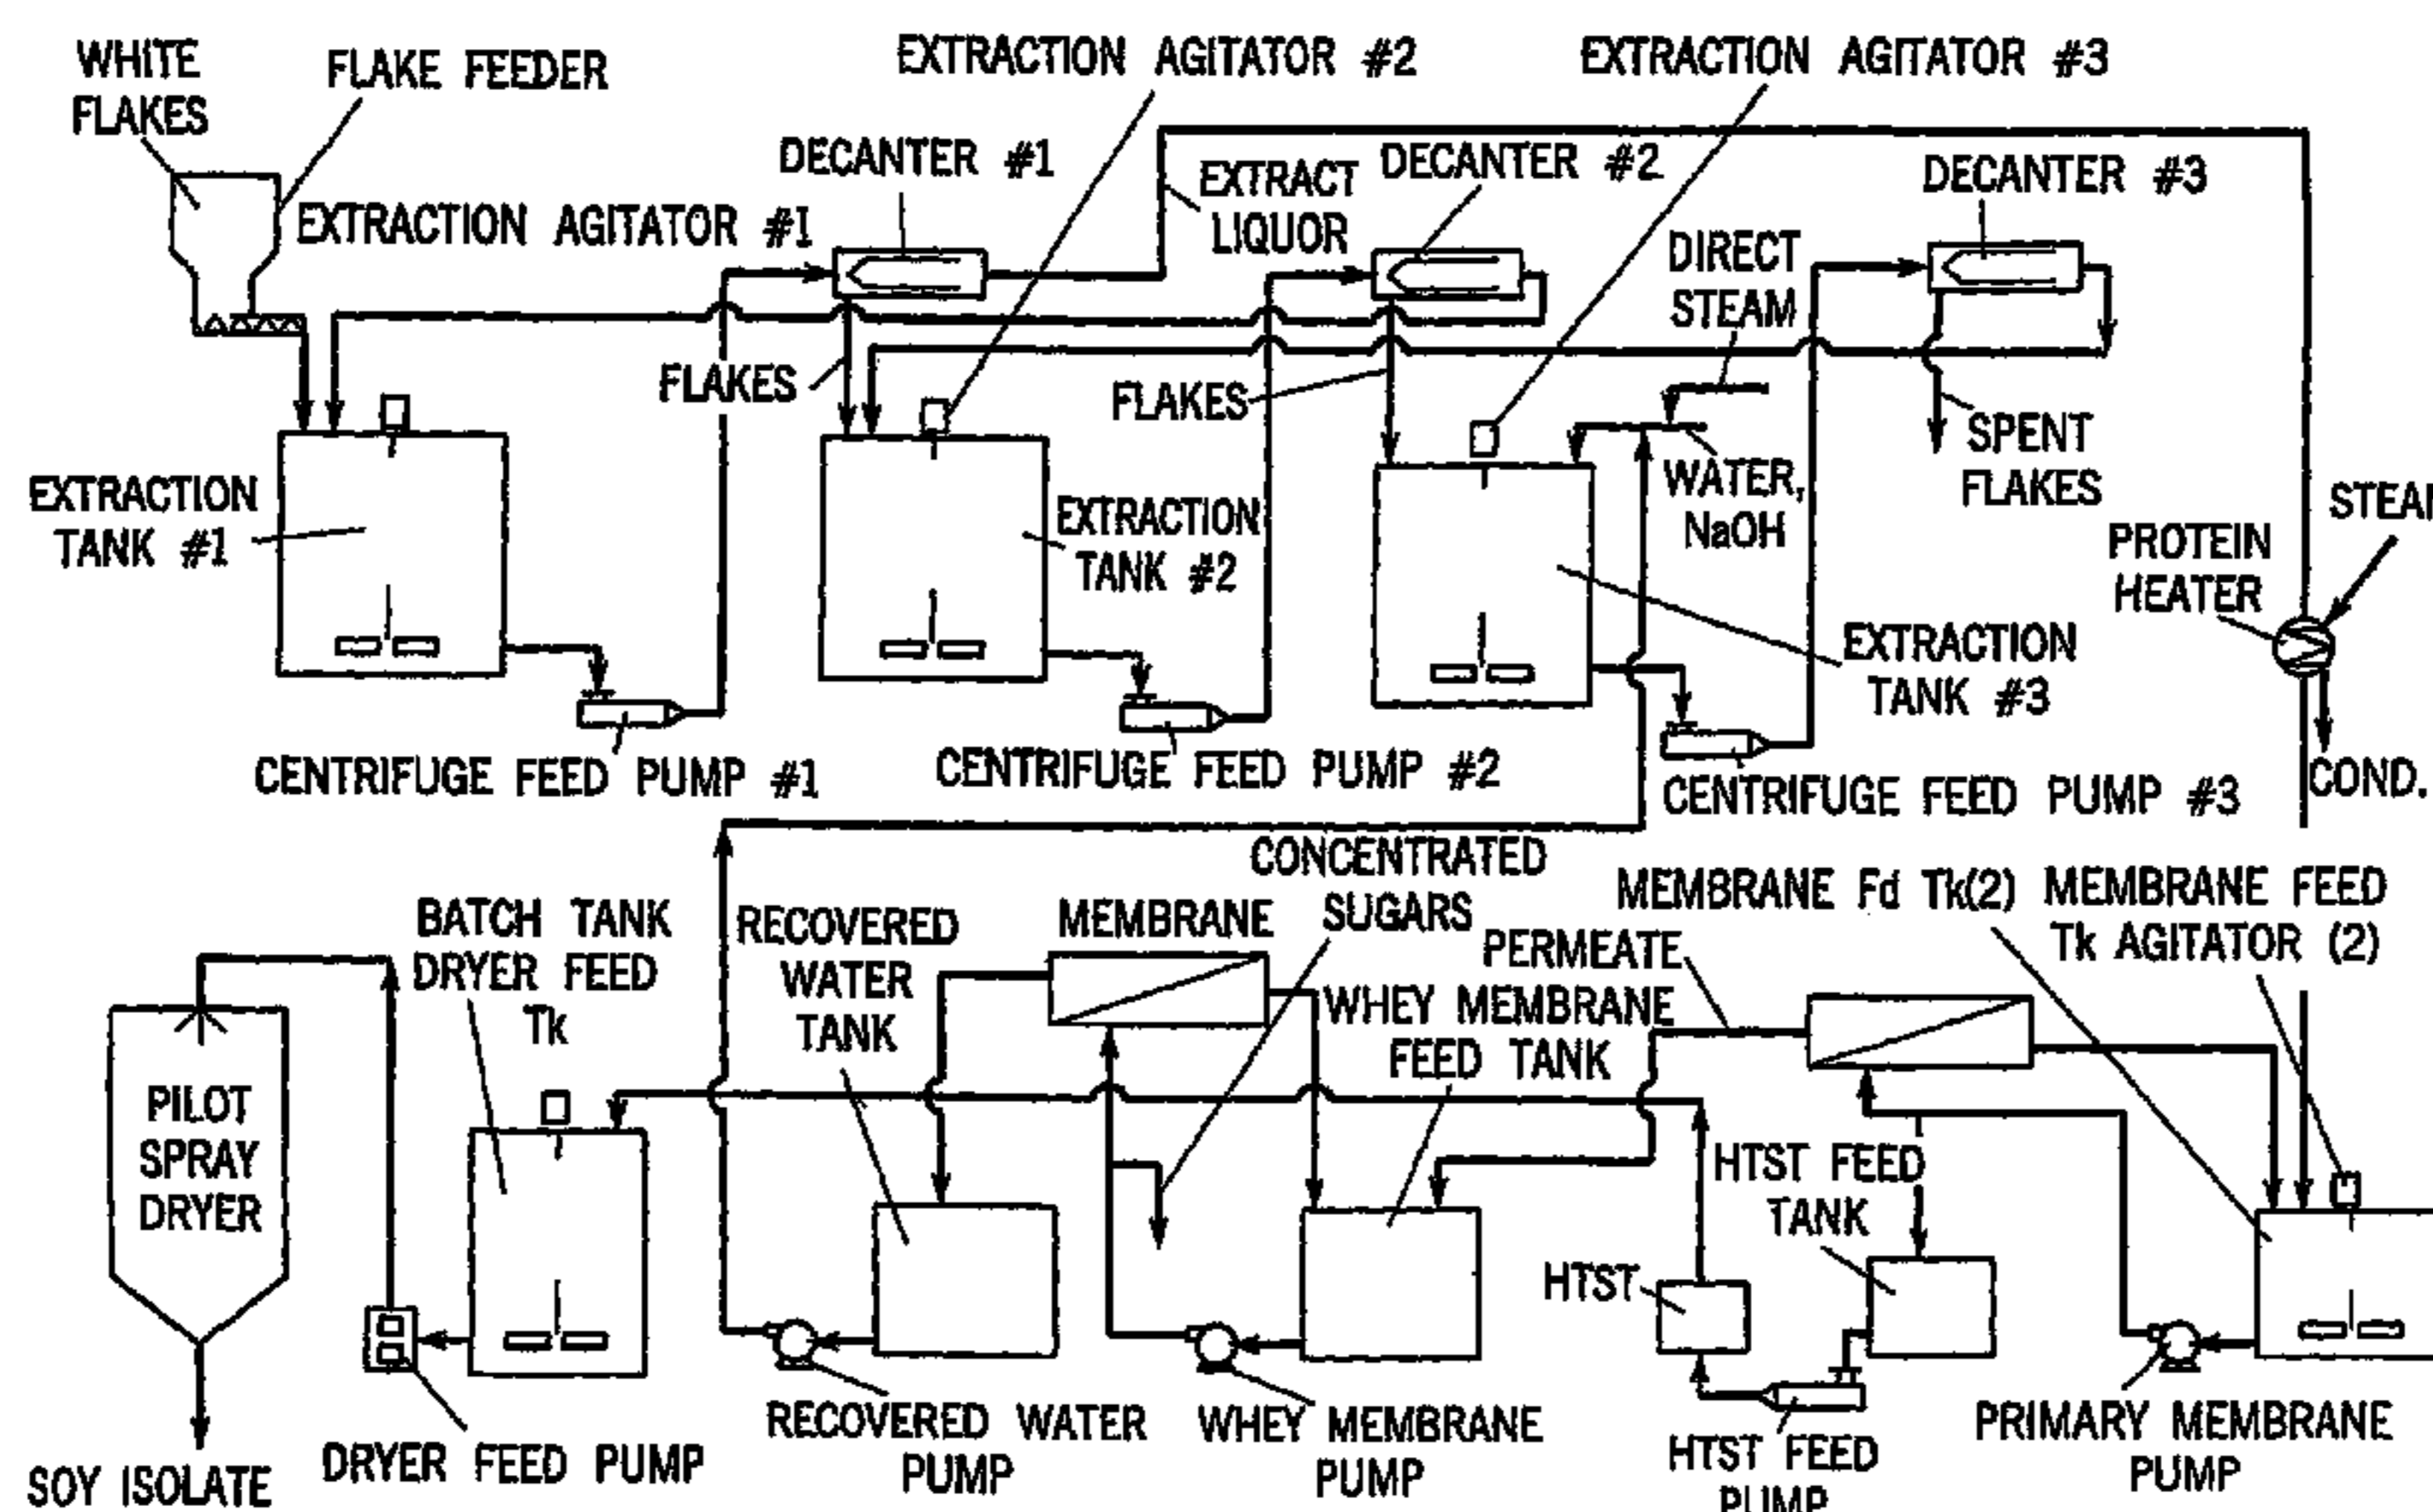 WHITE
FLAKES
FLAKE FEEDER
EXTRACTION AGITATOR #2
EXTRACTION AGITATOR #3
EXTRACTION AGITATOR #1
DECANTER #1
EXTRACT
LIQUOR
DECANTER #2
DIRECT
STEAM
DECANTER #3
FLAKES
FLAKES
WATER,
NaOH
SPENT
FLAKES
EXTRACTION
TANK #1
EXTRACTION
TANK #2
EXTRACTION
TANK #3
PROTEIN
HEATER
STEAM
COND.
CENTRIFUGE FEED PUMP #1
CENTRIFUGE FEED PUMP #2
CENTRIFUGE FEED PUMP #3
BATCH TANK
DRYER FEED
Tk
RECOVERED
WATER
TANK
MEMBRANE
CONCENTRATED
SUGARS
PERMEATE
WHEY MEMBRANE
FEED TANK
MEMBRANE Fd Tk(2)
MEMBRANE FEED
Tk AGITATOR (2)
PILOT
SPRAY
DRYER
HTST
HTST FEED
TANK
SOY ISOLATE
DRYER FEED PUMP
RECOVERED WATER
PUMP
WHEY MEMBRANE
PUMP
HTST FEED
PUMP
PRIMARY MEMBRANE
PUMP